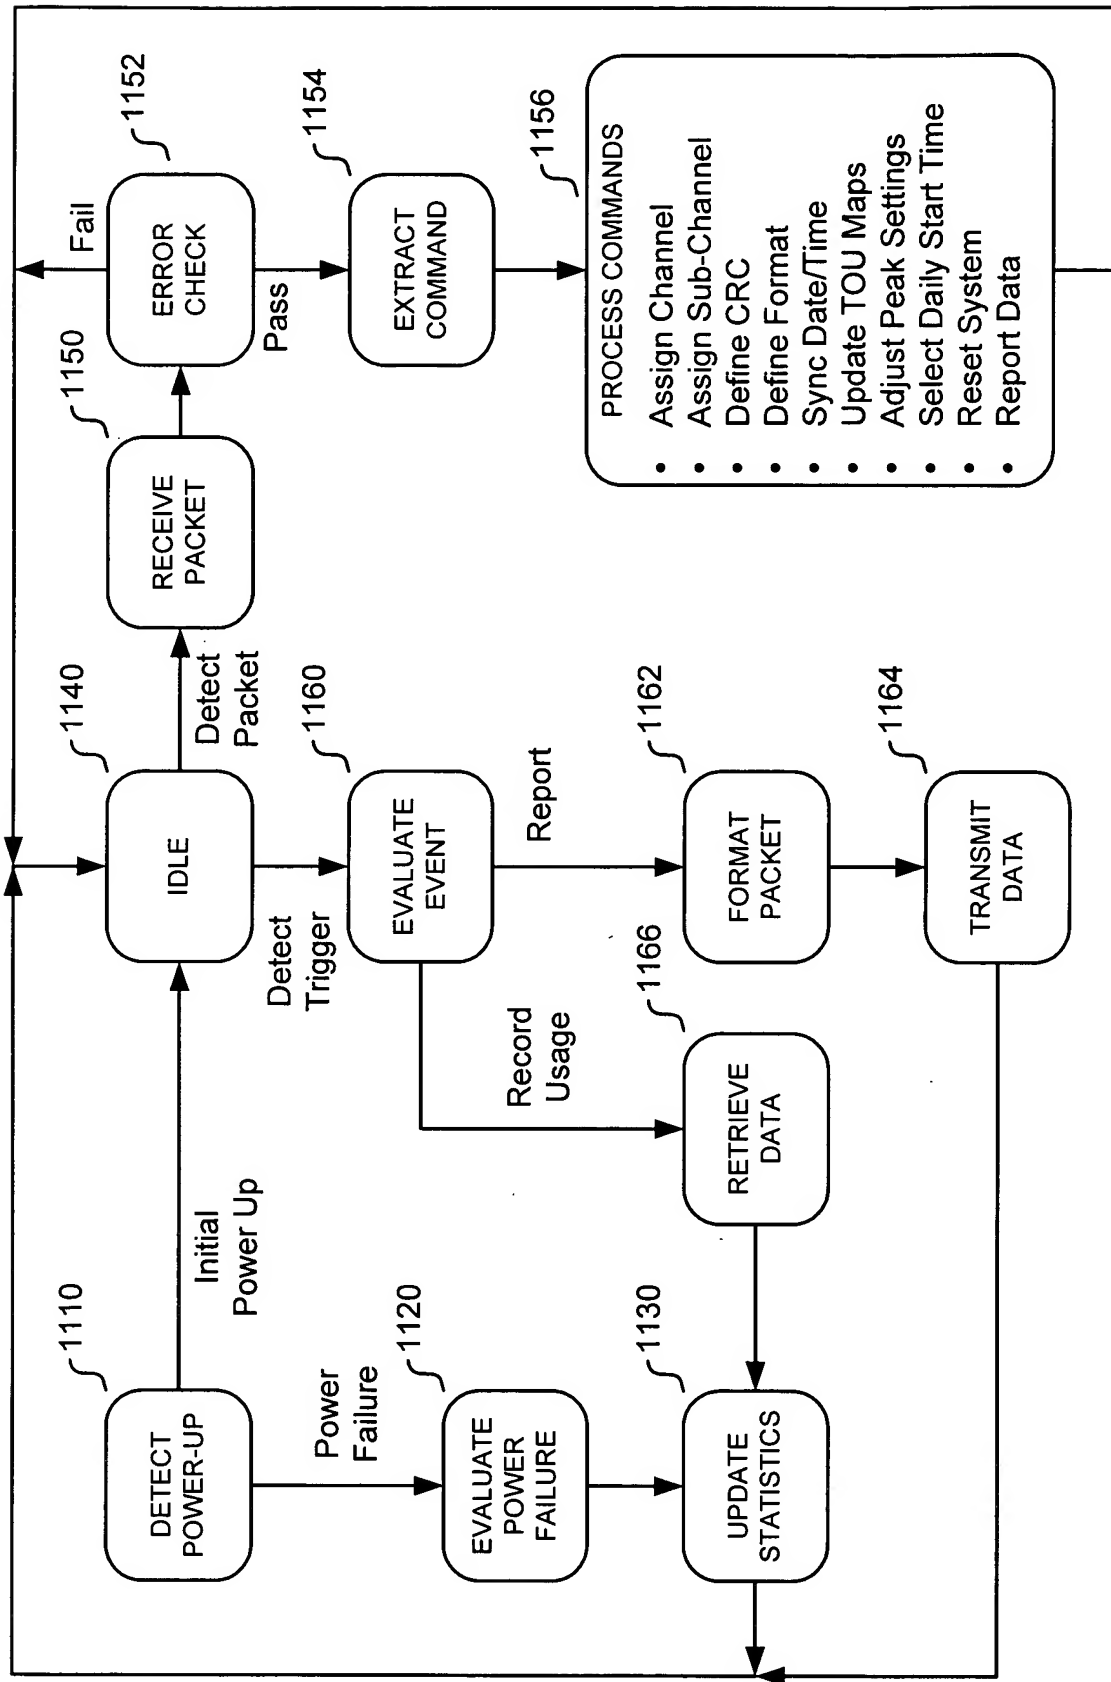 1110
DETECT
POWER-UP
Initial
Power Up
1140
IDLE
Detect
Packet
1150
RECEIVE
PACKET
1152
ERROR
CHECK
Fail
Pass
1154
EXTRACT
COMMAND
1156
PROCESS COMMANDS
• Assign Channel
• Assign Sub-Channel
• Define CRC
• Define Format
• Sync Date/Time
• Update TOU Maps
• Adjust Peak Settings
• Select Daily Start Time
• Reset System
• Report Data
Power
Failure
1120
EVALUATE
POWER
FAILURE
1130
UPDATE
STATISTICS
Detect
Trigger
1160
EVALUATE
EVENT
Record
Usage
1166
RETRIEVE
DATA
Report
1162
FORMAT
PACKET
1164
TRANSMIT
DATA